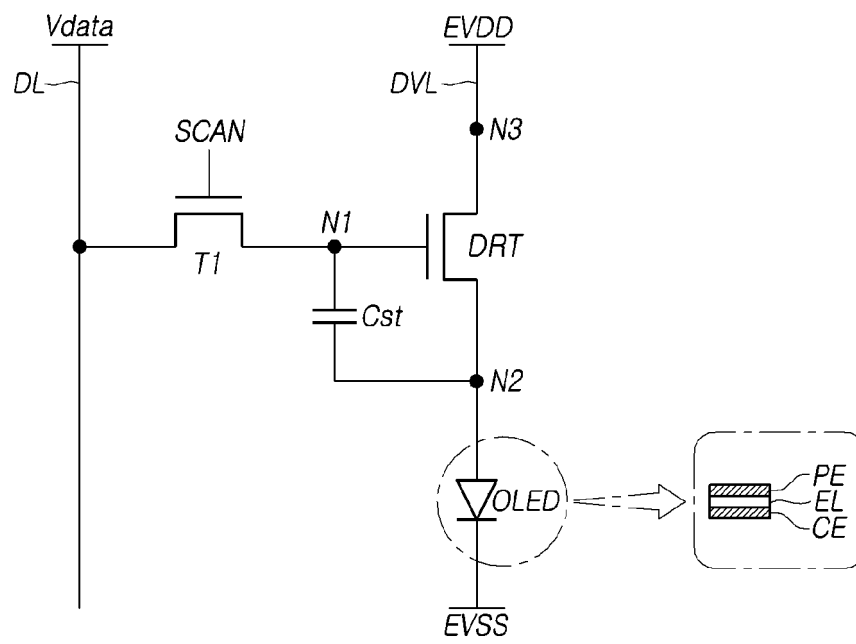 Vdata
EVDD
DL
DVL
N3
SCAN
N1
DRT
T1
Cst
N2
OLED
PE
EL
CE
EVSS